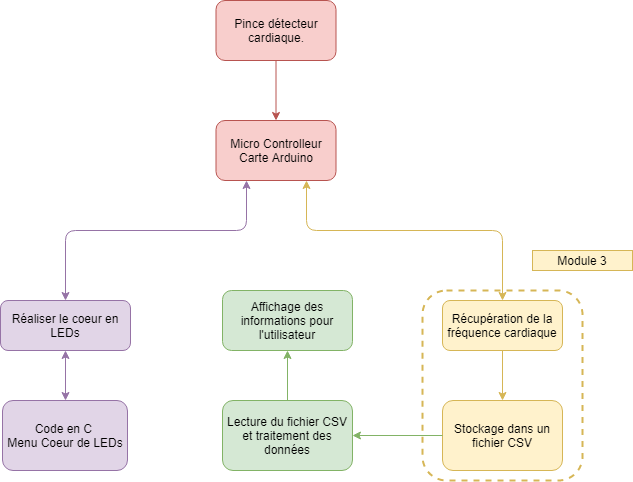 Pince détecteur
cardiaque.
Micro Controlleur
Carte Arduino
Module 3
Réaliser le coeur en
LEDs
Affichage des
informations pour
l'utilisateur
Récupération de la
fréquence cardiaque
Code en C
Menu Coeur de LEDs
Lecture du fichier CSV
et traitement des
données
Stockage dans un
fichier CSV